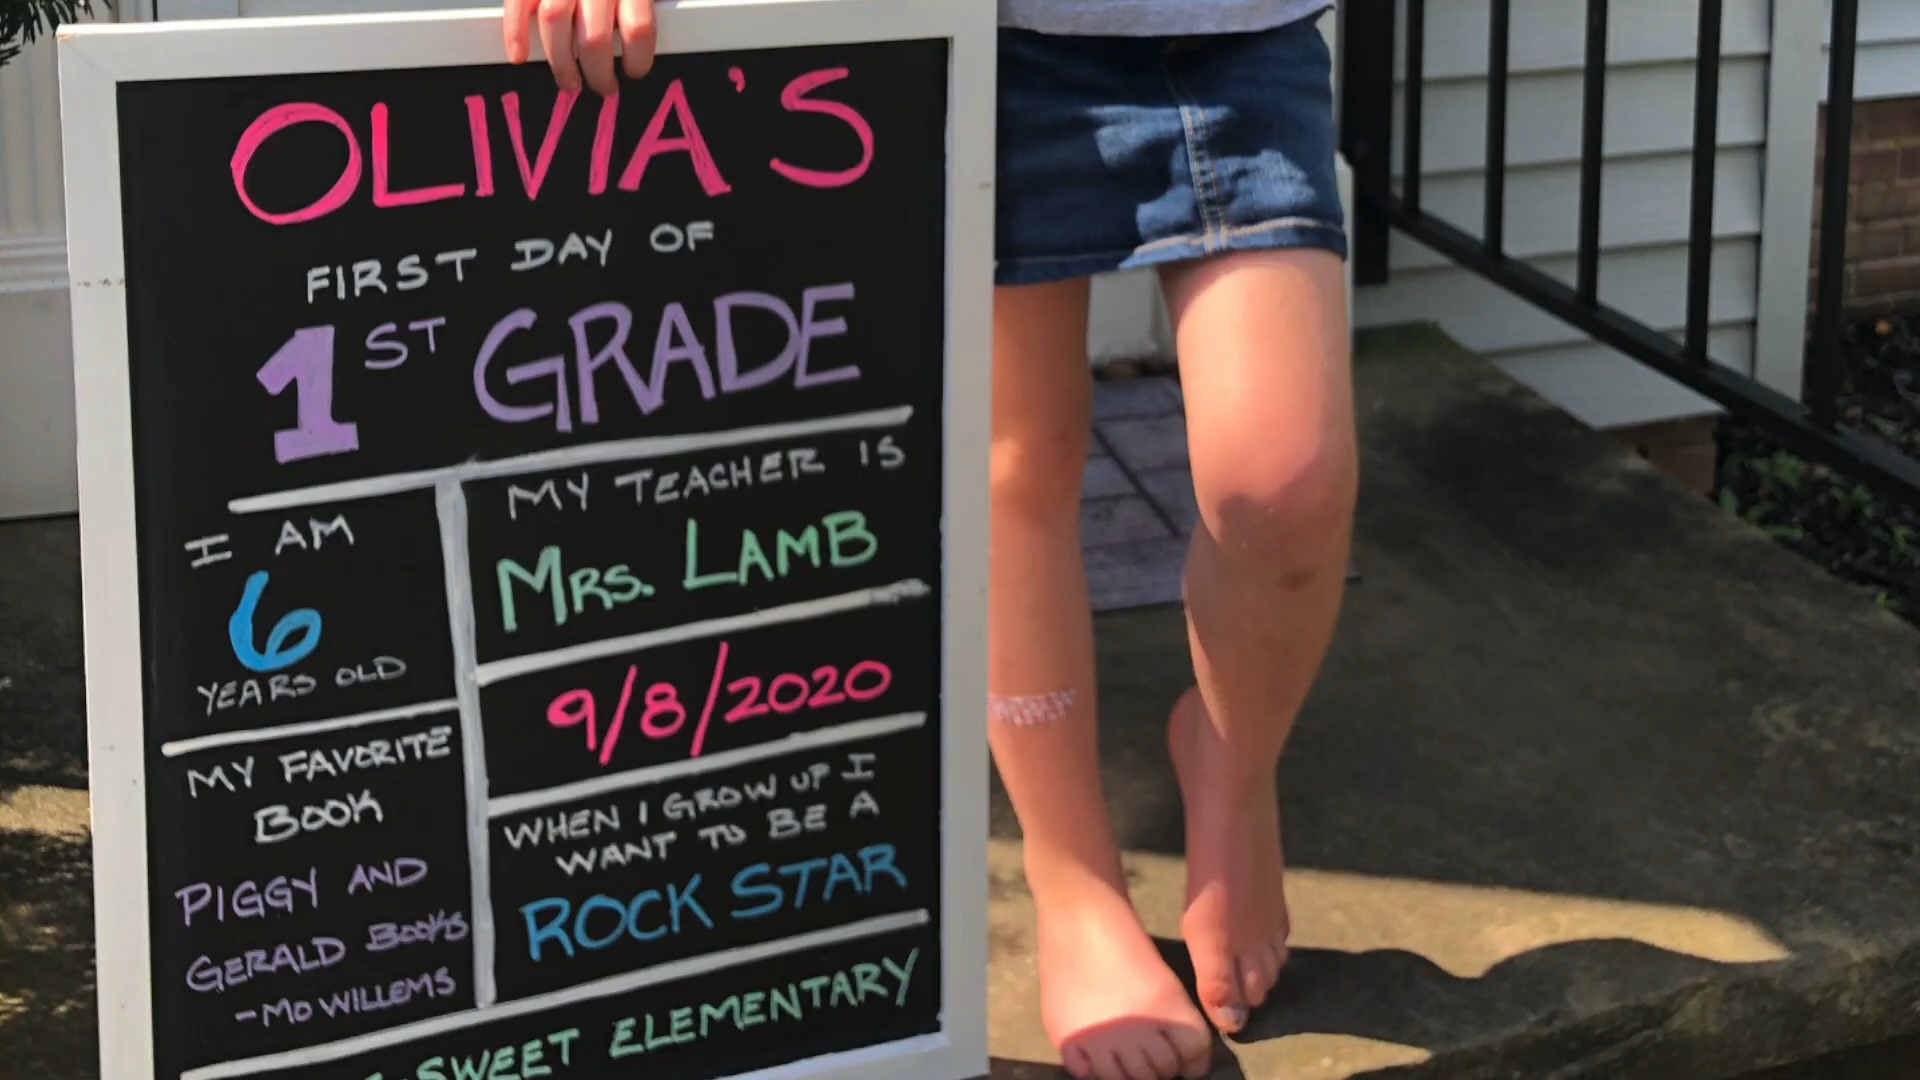 OLIVIA'S
FIRST DAY OF
1ST GRADE
I AM
6
YEARS OLD
MY TEACHER IS
MRS. LAMB
9/8/2020
MY FAVORITE
BOOK
PIGGY AND
GERALD BOOKS
-MO WILLEMS
WHEN I GROW UP I
WANT TO BE A
ROCK STAR
SWEET ELEMENTARY